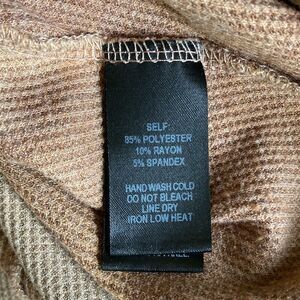 SELF
85% POLYESTER
10% RAYON
5% SPANDEX
HAND WASH COLD
DO NOT BLEACH
LINE DRY
IRON LOW HEAT